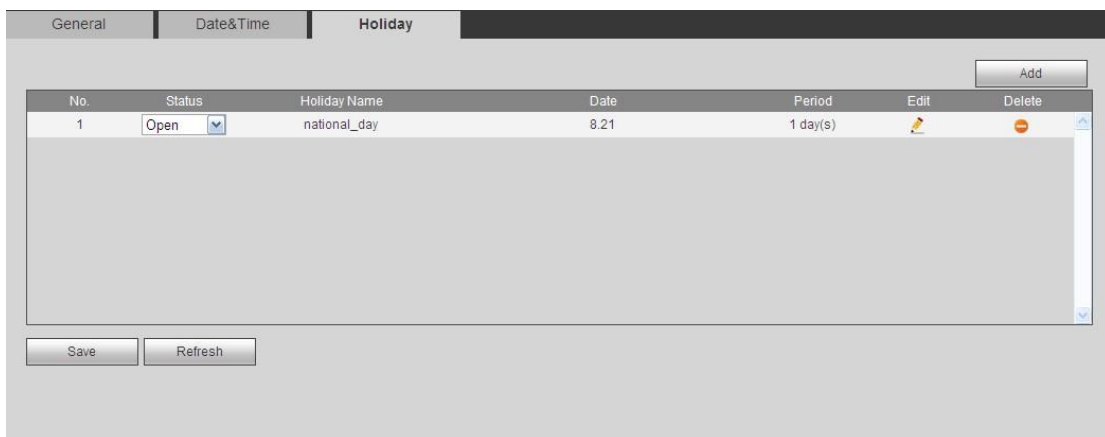 General Date&Time Holiday
Add
No. Status Holiday Name Date Period Edit Delete
1 Open national_day 8.21 1 day(s)
Save Refresh